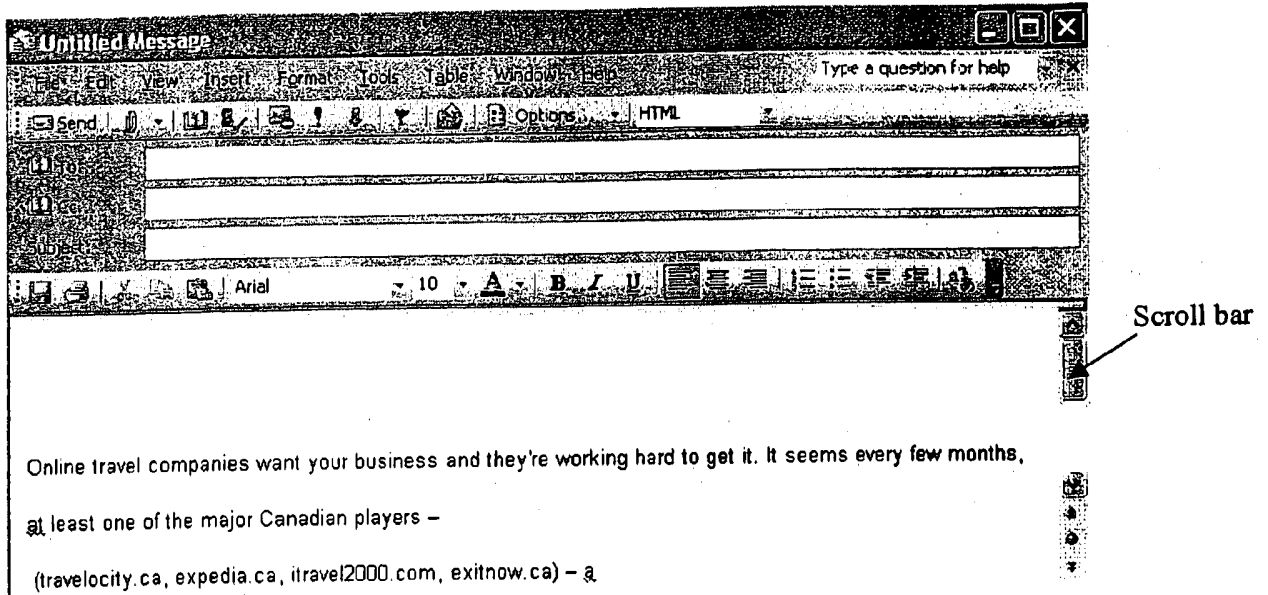 Untitled Message
File Edit View Insert Format Tools Table Window Help Type a question for help
Send Options... HTML
To...
Cc...
Subject:
Arial 10 A B I U
Scroll bar
Online travel companies want your business and they're working hard to get it. It seems every few months,
at least one of the major Canadian players –
(travelocity.ca, expedia.ca, itravel2000.com, exitnow.ca) – a